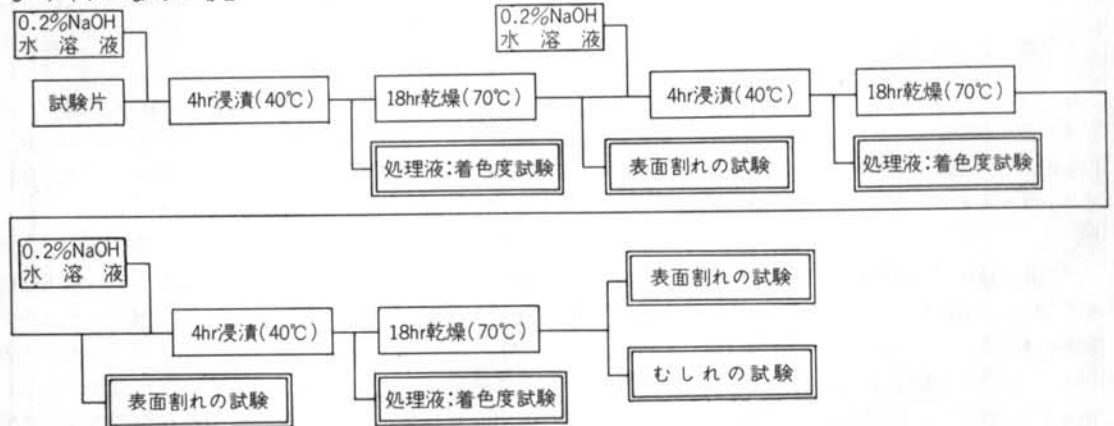 0.2%NaOH
水溶液
試験片
4hr浸漬(40℃)
18hr乾燥(70℃)
処理液:着色度試験
表面割れの試験
0.2%NaOH
水溶液
4hr浸漬(40℃)
18hr乾燥(70℃)
処理液:着色度試験
0.2%NaOH
水溶液
表面割れの試験
4hr浸漬(40℃)
18hr乾燥(70℃)
処理液:着色度試験
表面割れの試験
むしれの試験